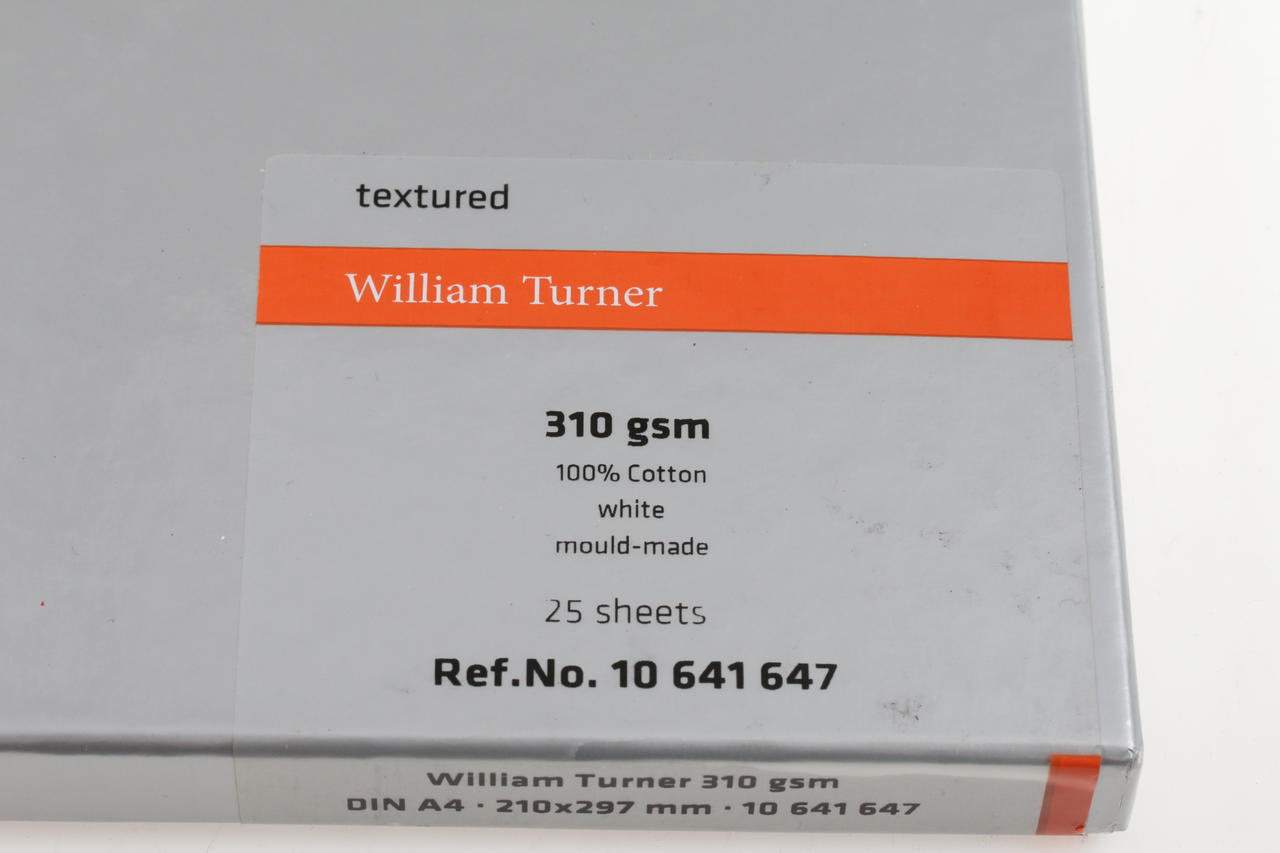 textured
William Turner
310 gsm
100% Cotton
white
mould-made
25 sheets
Ref.No. 10 641 647
William Turner 310 gsm
DIN A4 · 210x297 mm · 10 641 647